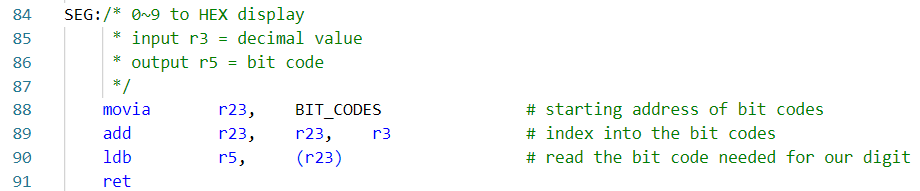 84 SEG:/* 0~9 to HEX display
85 * input r3 = decimal value
86 * output r5 = bit code
87 */
88 movia r23, BIT_CODES # starting address of bit codes
89 add r23, r23, r3 # index into the bit codes
90 ldb r5, (r23) # read the bit code needed for our digit
91 ret